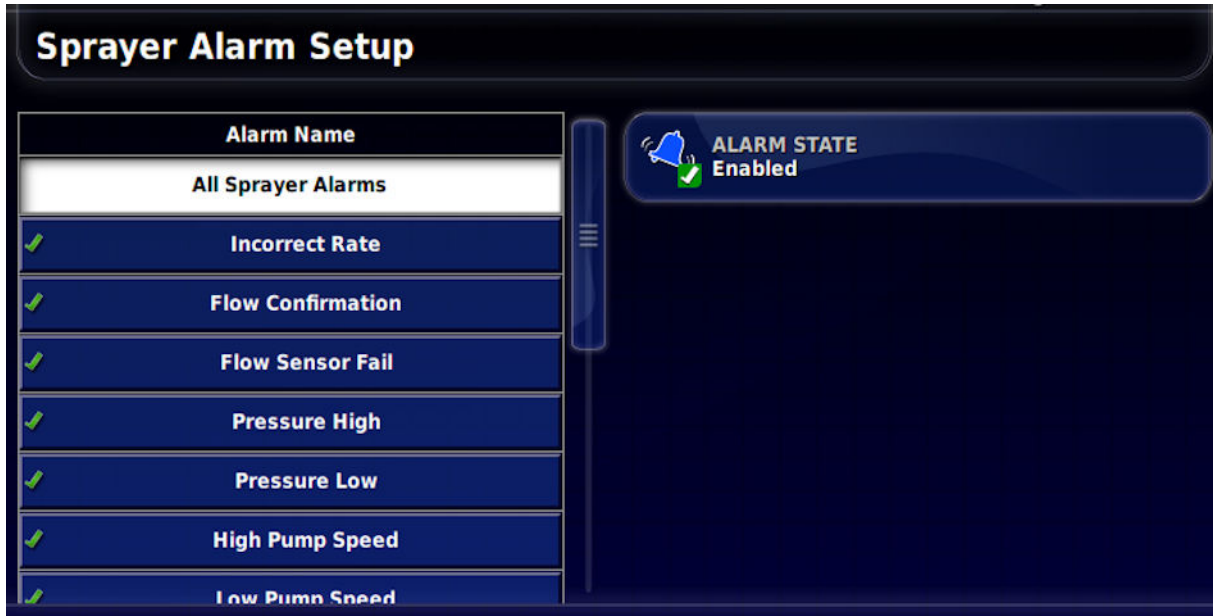 Sprayer Alarm Setup
Alarm Name
All Sprayer Alarms
Incorrect Rate
Flow Confirmation
Flow Sensor Fail
Pressure High
Pressure Low
High Pump Speed
Low Pump Speed
ALARM STATE
Enabled